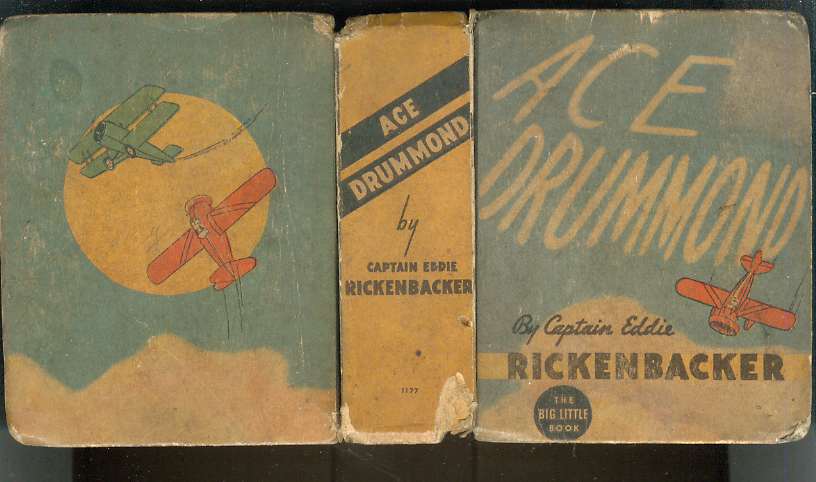 ACE
DRUMMOND
by
CAPTAIN EDDIE
RICKENBACKER
1177
ACE
DRUMMOND
By Captain Eddie
RICKENBACKER
THE
BIG LITTLE
BOOK